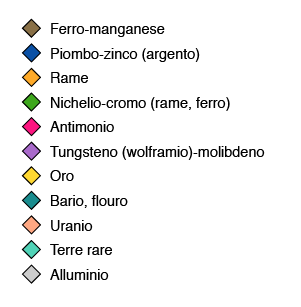 Ferro-manganese
Piombo-zinco (argento)
Rame
Nichelio-cromo (rame, ferro)
Antimonio
Tungsteno (wolframio)-molibdeno
Oro
Bario, flouro
Uranio
Terre rare
Alluminio